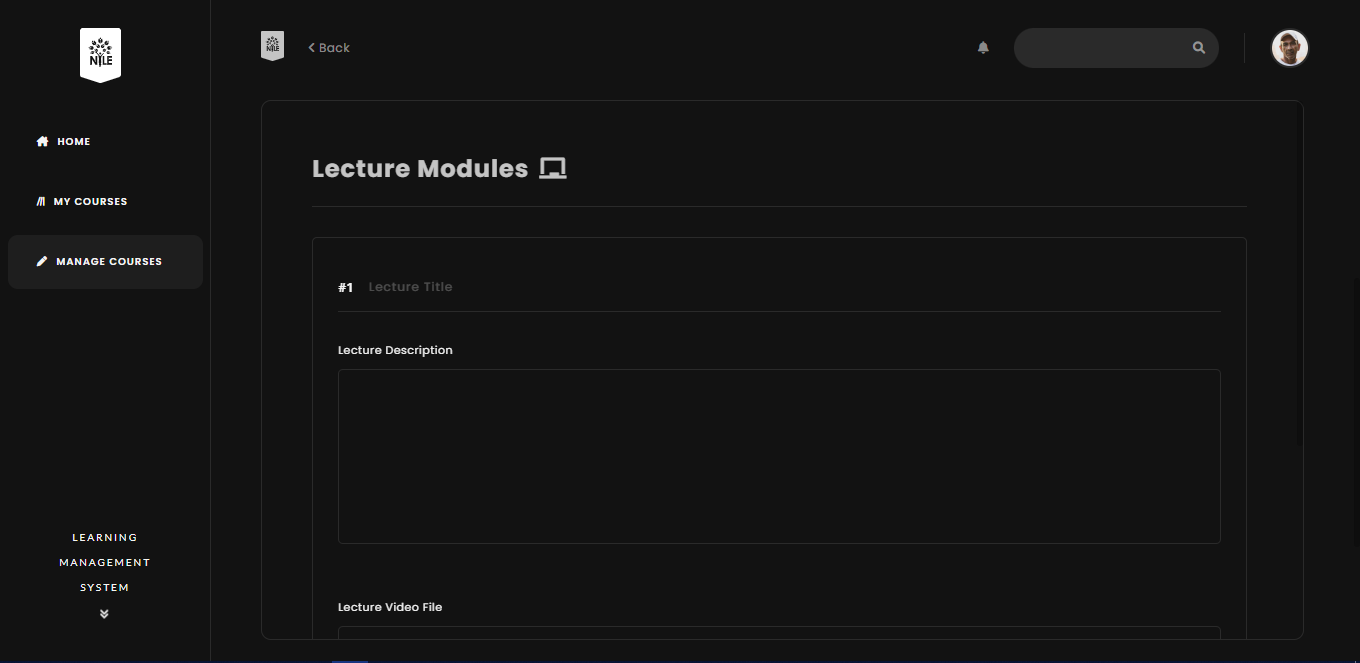 NILE
HOME
MY COURSES
MANAGE COURSES
LEARNING
MANAGEMENT
SYSTEM
NILE
Back
Lecture Modules
#1 Lecture Title
Lecture Description
Lecture Video File